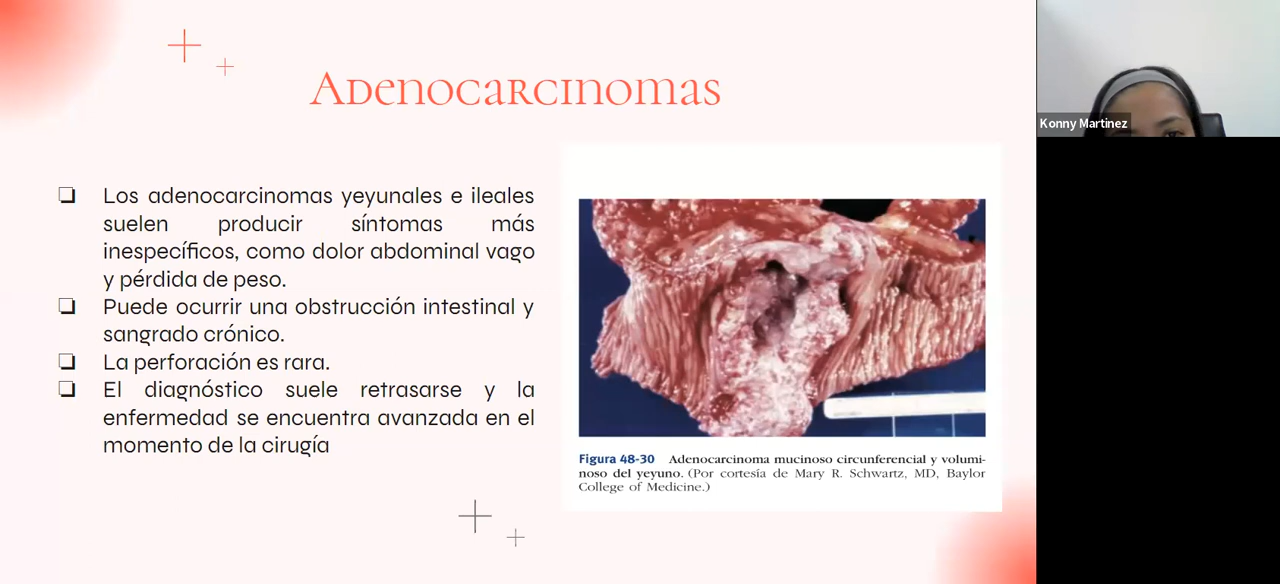 Adenocarcinomas
Los adenocarcinomas yeyunales e ileales
suelen producir síntomas más
inespecíficos, como dolor abdominal vago
y pérdida de peso.
Puede ocurrir una obstrucción intestinal y
sangrado crónico.
La perforación es rara.
El diagnóstico suele retrasarse y la
enfermedad se encuentra avanzada en el
momento de la cirugía
Figura 48-30 Adenocarcinoma mucinoso circunferencial y volumi-
noso del yeyuno. (Por cortesía de Mary R. Schwartz, MD, Baylor
College of Medicine.)
Konny Martinez